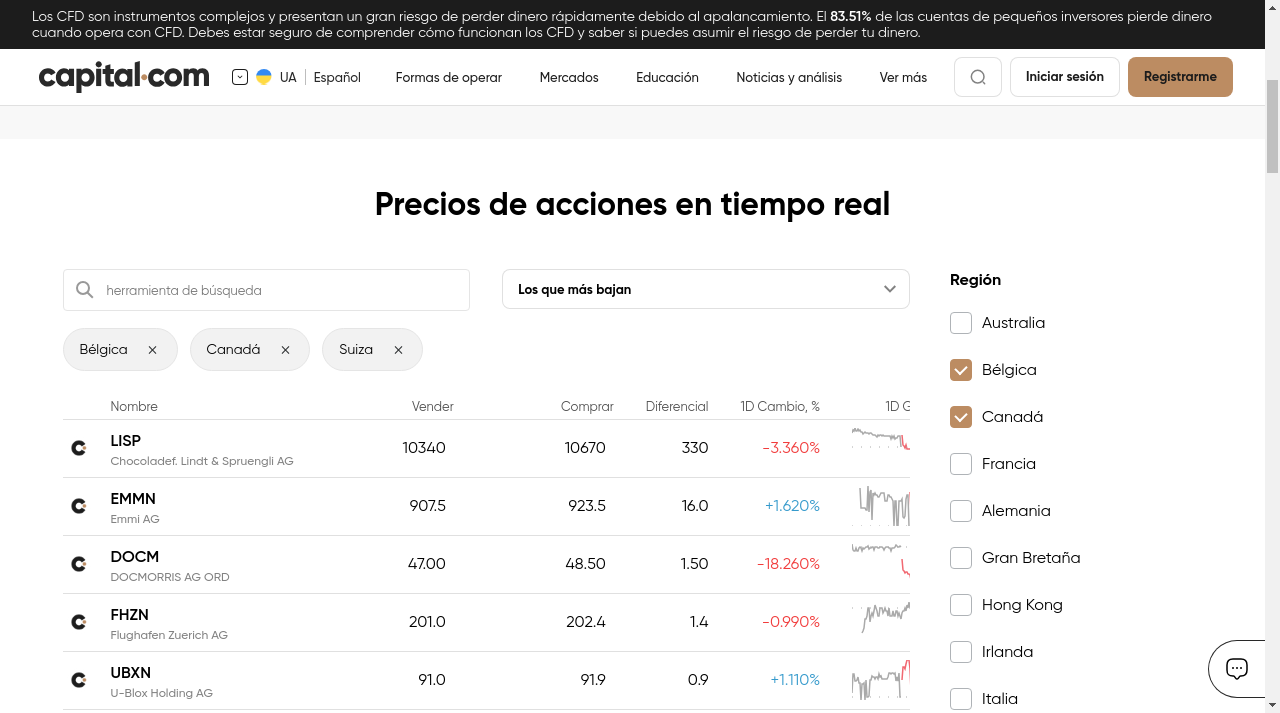 Los CFD son instrumentos complejos y presentan un gran riesgo de perder dinero rápidamente debido al apalancamiento. El 83.51% de las cuentas de pequeños inversores pierde dinero
cuando opera con CFD. Debes estar seguro de comprender cómo funcionan los CFD y saber si puedes asumir el riesgo de perder tu dinero.
capital.com UA Español Formas de operar Mercados Educación Noticias y análisis Ver más Iniciar sesión Registrarme
Precios de acciones en tiempo real
herramienta de búsqueda Los que más bajan
Bélgica Canadá Suiza
Nombre Vender Comprar Diferencial 1D Cambio, % 1D
LISP 10340 10670 330 -3.360%
Chocoladef. Lindt & Spruengli AG
EMMN 907.5 923.5 16.0 +1.620%
Emmi AG
DOCM 47.00 48.50 1.50 -18.260%
DOCMORRIS AG ORD
FHZN 201.0 202.4 1.4 -0.990%
Flughafen Zuerich AG
UBXN 91.0 91.9 0.9 +1.110%
U-Blox Holding AG
Región
Australia
Bélgica
Canadá
Francia
Alemania
Gran Bretaña
Hong Kong
Irlanda
Italia